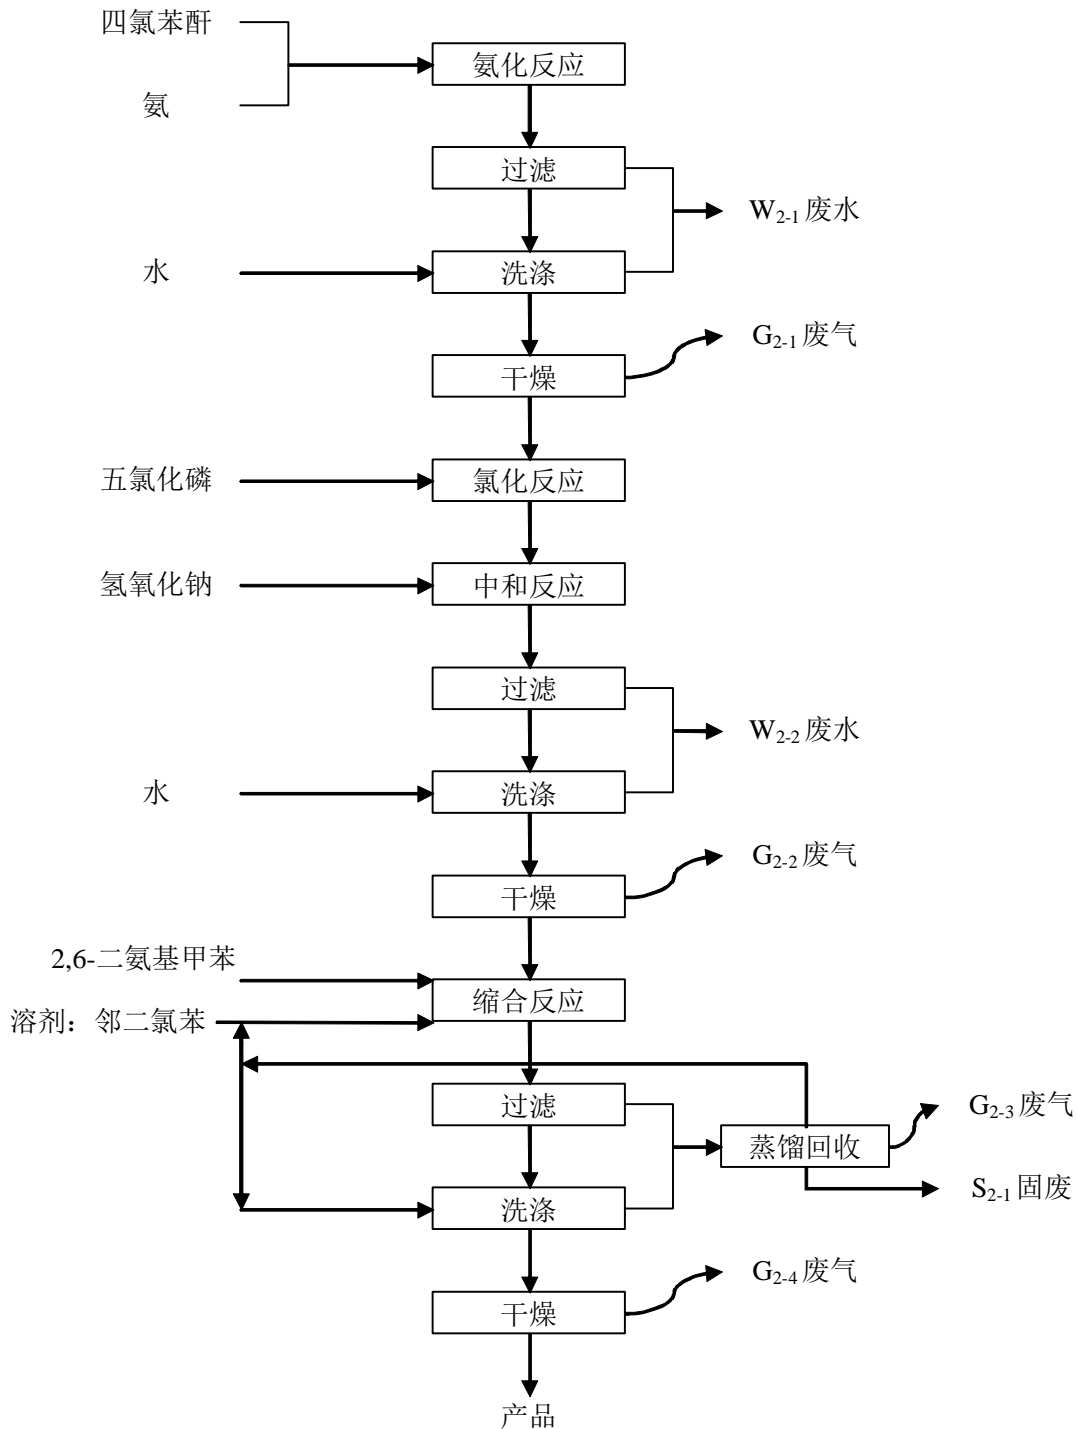 四氯苯酐
氨化反应
氨
过滤
W2-1废水
水
洗涤
G2-1废气
干燥
五氯化磷
氯化反应
氢氧化钠
中和反应
过滤
W2-2废水
水
洗涤
G2-2废气
干燥
2,6-二氨基甲苯
缩合反应
溶剂：邻二氯苯
过滤
G2-3废气
蒸馏回收
S2-1固废
洗涤
G2-4废气
干燥
产品